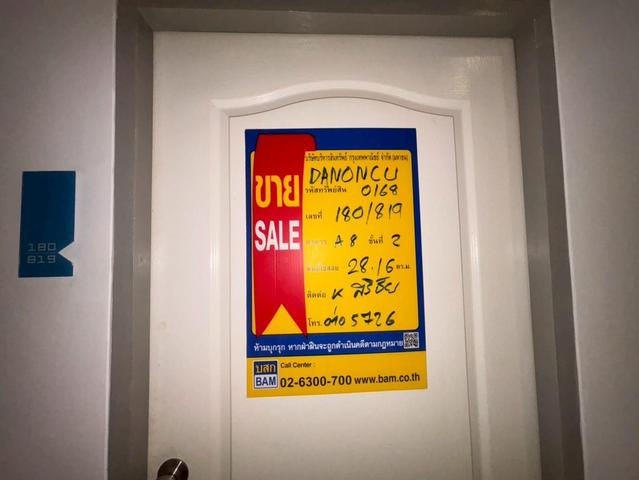 180
819
บริษัทบริหารสินทรัพย์ กรุงเทพพาณิชย์ จำกัด (มหาชน)
ขาย
SALE
รหัสทรัพย์สิน DANONCU 0168
เลขที่ 180/819
อาคาร A8 ชั้นที่ 2
28.16 ตร.ม.
ติดต่อ K สิริชัย
โทร. ต่อ 5726
ห้ามบุกรุก หากฝ่าฝืนจะถูกดำเนินคดีตามกฎหมาย
บสก
BAM
Call Center :
02-6300-700 www.bam.co.th